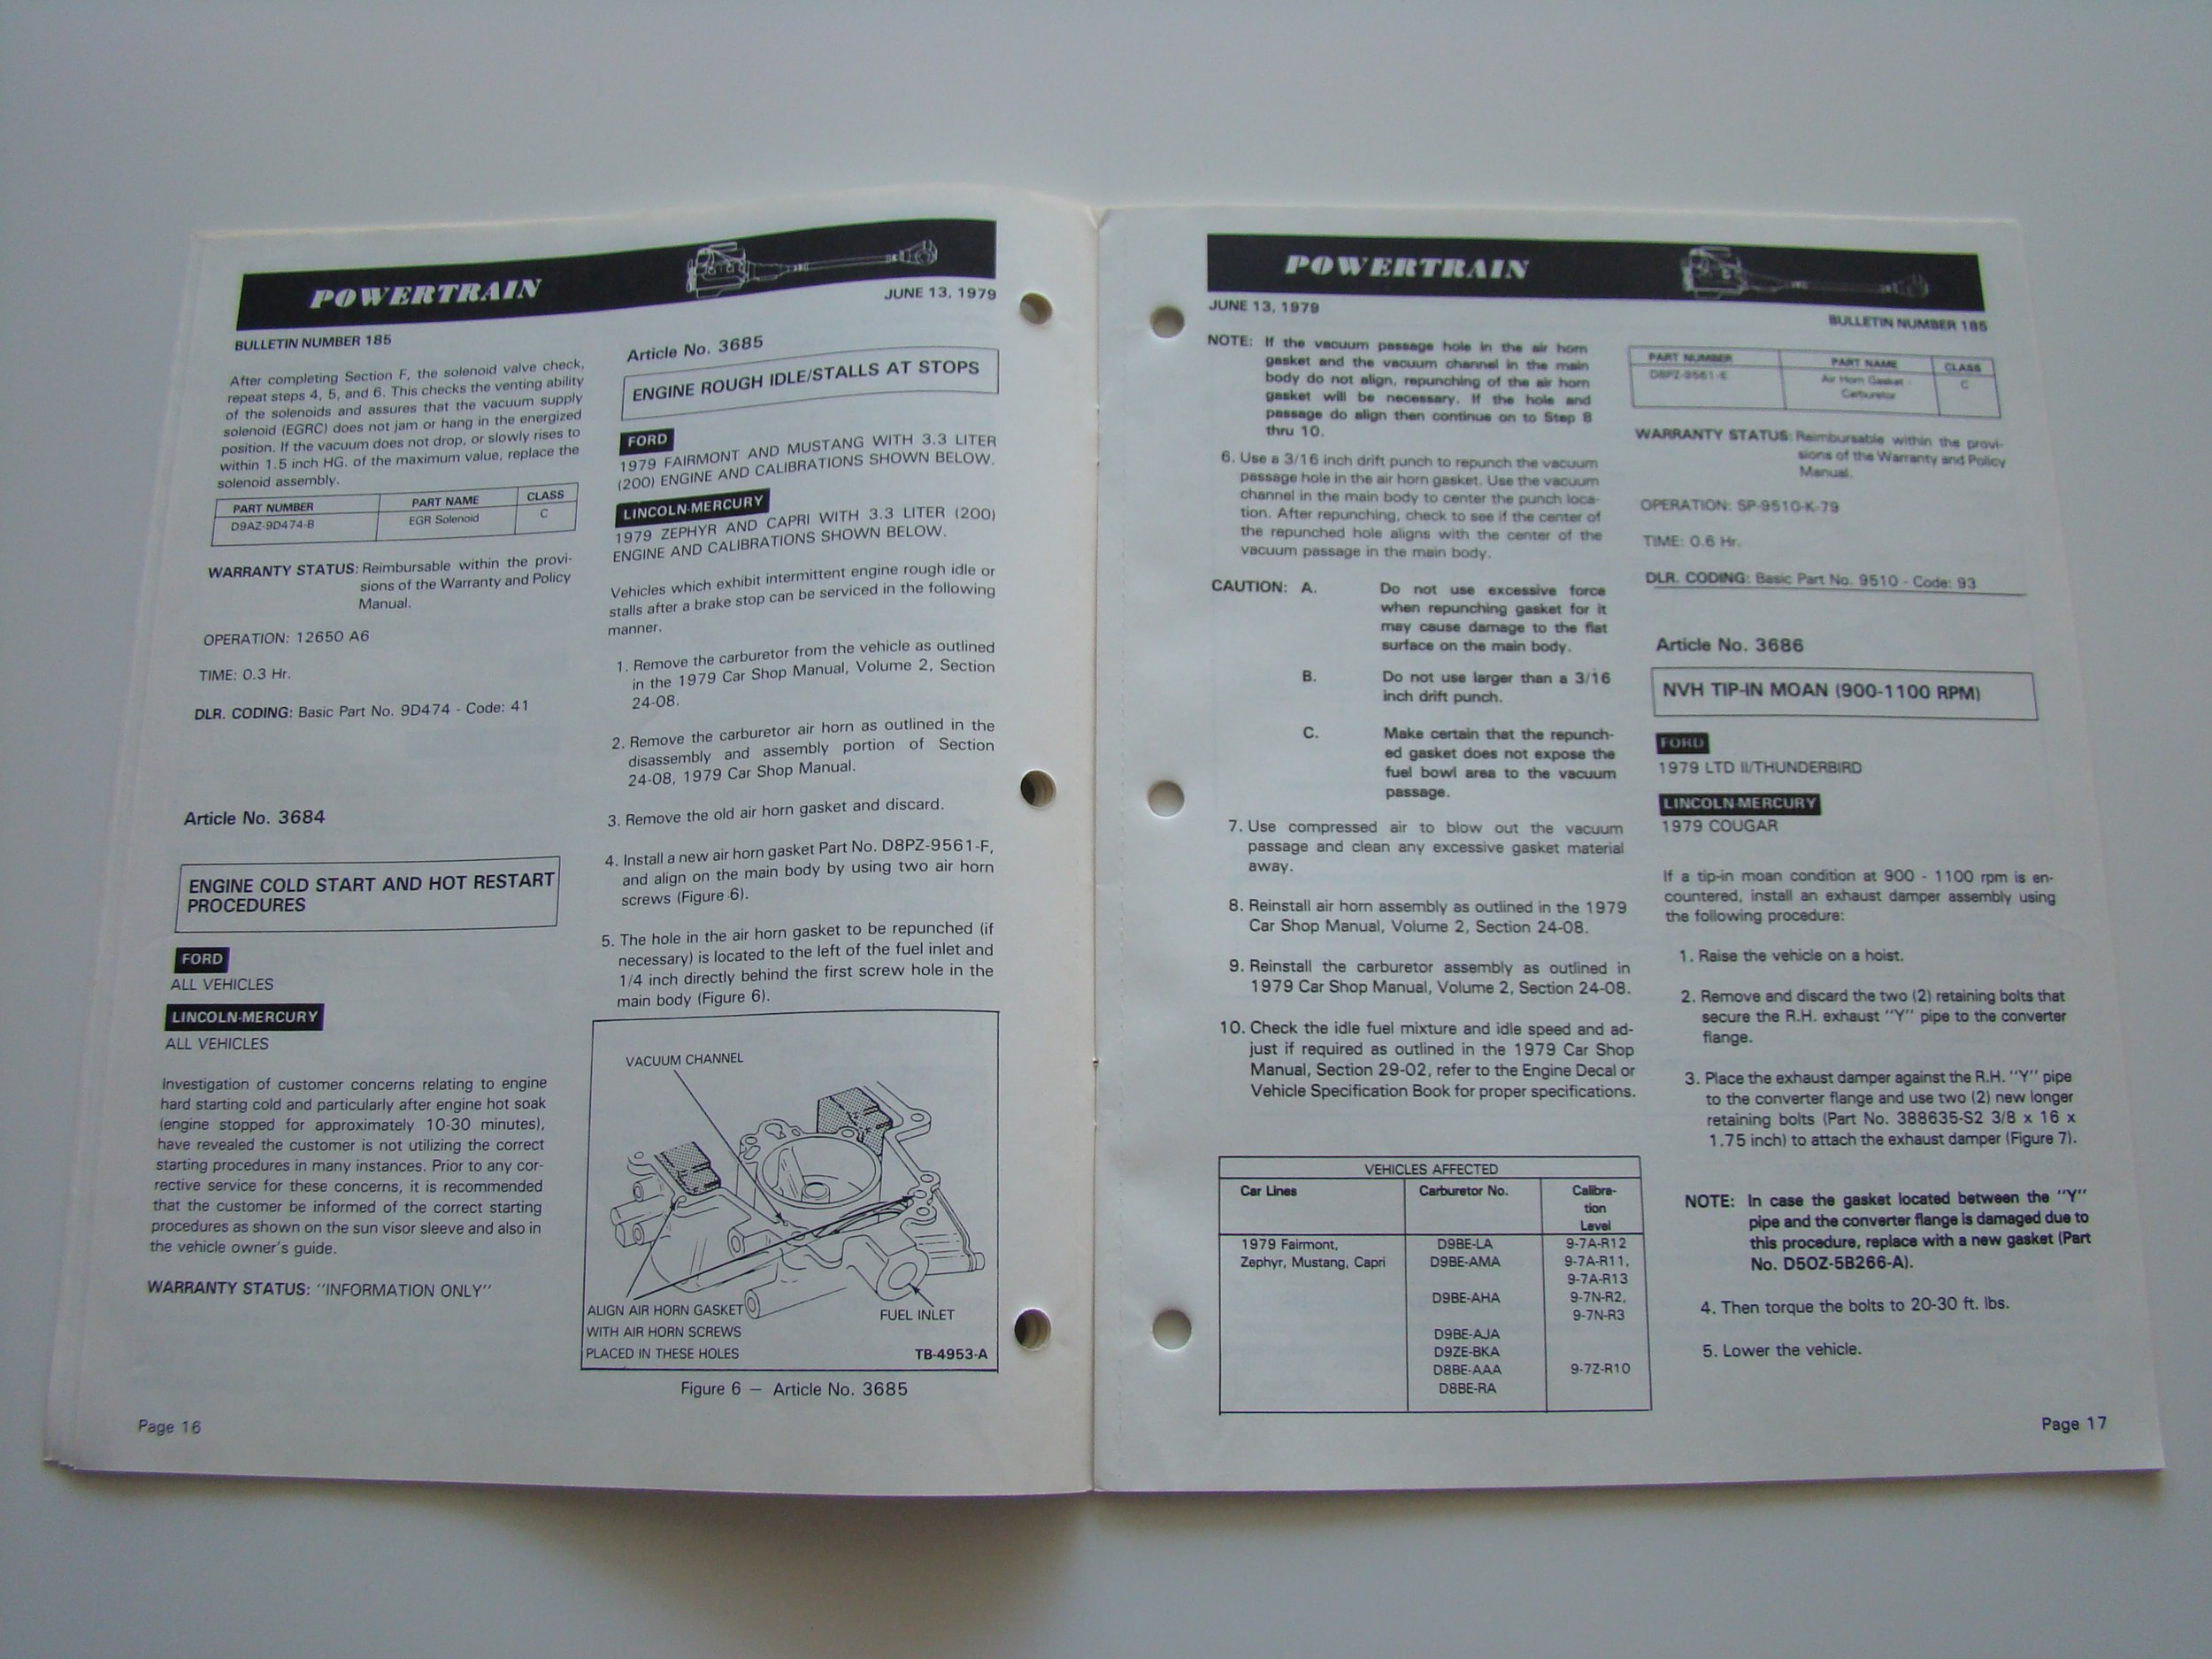 POWERTRAIN
JUNE 13, 1979
BULLETIN NUMBER 185
After completing Section F, the solenoid valve check,
repeat steps 4, 5, and 6. This checks the venting ability
of the solenoids and assures that the vacuum supply
solenoid (EGRC) does not jam or hang in the energized
position. If the vacuum does not drop, or slowly rises to
within 1.5 inch HG. of the maximum value, replace the
solenoid assembly.
PART NUMBER PART NAME CLASS
D9AZ-9D474-B EGR Solenoid C
WARRANTY STATUS: Reimbursable within the provi-
sions of the Warranty and Policy
Manual.
OPERATION: 12650 A6
TIME: 0.3 Hr.
DLR. CODING: Basic Part No. 9D474 - Code: 41
Article No. 3684
ENGINE COLD START AND HOT RESTART
PROCEDURES
FORD
ALL VEHICLES
LINCOLN-MERCURY
ALL VEHICLES
Investigation of customer concerns relating to engine
hard starting cold and particularly after engine hot soak
(engine stopped for approximately 10-30 minutes),
have revealed the customer is not utilizing the correct
starting procedures in many instances. Prior to any cor-
rective service for these concerns, it is recommended
that the customer be informed of the correct starting
procedures as shown on the sun visor sleeve and also in
the vehicle owner's guide.
WARRANTY STATUS: "INFORMATION ONLY"
Page 16
Article No. 3685
ENGINE ROUGH IDLE/STALLS AT STOPS
FORD
1979 FAIRMONT AND MUSTANG WITH 3.3 LITER
(200) ENGINE AND CALIBRATIONS SHOWN BELOW.
LINCOLN-MERCURY
1979 ZEPHYR AND CAPRI WITH 3.3 LITER (200)
ENGINE AND CALIBRATIONS SHOWN BELOW.
Vehicles which exhibit intermittent engine rough idle or
stalls after a brake stop can be serviced in the following
manner.
1. Remove the carburetor from the vehicle as outlined
in the 1979 Car Shop Manual, Volume 2, Section
24-08.
2. Remove the carburetor air horn as outlined in the
disassembly and assembly portion of Section
24-08, 1979 Car Shop Manual.
3. Remove the old air horn gasket and discard.
4. Install a new air horn gasket Part No. D8PZ-9561-F,
and align on the main body by using two air horn
screws (Figure 6).
5. The hole in the air horn gasket to be repunched (if
necessary) is located to the left of the fuel inlet and
1/4 inch directly behind the first screw hole in the
main body (Figure 6).
VACUUM CHANNEL
ALIGN AIR HORN GASKET
WITH AIR HORN SCREWS
PLACED IN THESE HOLES
FUEL INLET
TB-4953-A
Figure 6 — Article No. 3685
POWERTRAIN
JUNE 13, 1979
BULLETIN NUMBER 185
NOTE: If the vacuum passage hole in the air horn
gasket and the vacuum channel in the main
body do not align, repunching of the air horn
gasket will be necessary. If the hole and
passage do align then continue on to Step 8
thru 10.
6. Use a 3/16 inch drift punch to repunch the vacuum
passage hole in the air horn gasket. Use the vacuum
channel in the main body to center the punch loca-
tion. After repunching, check to see if the center of
the repunched hole aligns with the center of the
vacuum passage in the main body.
CAUTION: A. Do not use excessive force
when repunching gasket for it
may cause damage to the flat
surface on the main body.
B. Do not use larger than a 3/16
inch drift punch.
C. Make certain that the repunch-
ed gasket does not expose the
fuel bowl area to the vacuum
passage.
7. Use compressed air to blow out the vacuum
passage and clean any excessive gasket material
away.
8. Reinstall air horn assembly as outlined in the 1979
Car Shop Manual, Volume 2, Section 24-08.
9. Reinstall the carburetor assembly as outlined in
1979 Car Shop Manual, Volume 2, Section 24-08.
10. Check the idle fuel mixture and idle speed and ad-
just if required as outlined in the 1979 Car Shop
Manual, Section 29-02, refer to the Engine Decal or
Vehicle Specification Book for proper specifications.
VEHICLES AFFECTED
Car Lines Carburetor No. Calibra-
tion
Level
1979 Fairmont, D9BE-LA 9-7A-R12
Zephyr, Mustang, Capri D9BE-AMA 9-7A-R11,
9-7A-R13
D9BE-AHA 9-7N-R2,
9-7N-R3
D9BE-AJA
D9ZE-BKA
D8BE-AAA 9-7Z-R10
D8BE-RA
PART NUMBER PART NAME CLASS
Air Horn Gasket - C
Carburetor
WARRANTY STATUS: Reimbursable within the provi-
sions of the Warranty and Policy
Manual.
OPERATION: SP-9510-K-79
TIME: 0.6 Hr.
DLR. CODING: Basic Part No. 9510 - Code: 93
Article No. 3686
NVH TIP-IN MOAN (900-1100 RPM)
FORD
1979 LTD II/THUNDERBIRD
LINCOLN-MERCURY
1979 COUGAR
If a tip-in moan condition at 900 - 1100 rpm is en-
countered, install an exhaust damper assembly using
the following procedure:
1. Raise the vehicle on a hoist.
2. Remove and discard the two (2) retaining bolts that
secure the R.H. exhaust "Y" pipe to the converter
flange.
3. Place the exhaust damper against the R.H. "Y" pipe
to the converter flange and use two (2) new longer
retaining bolts (Part No. 388635-S2 3/8 x 16 x
1.75 inch) to attach the exhaust damper (Figure 7).
NOTE: In case the gasket located between the "Y"
pipe and the converter flange is damaged due to
this procedure, replace with a new gasket (Part
No. D5OZ-5B266-A).
4. Then torque the bolts to 20-30 ft. lbs.
5. Lower the vehicle.
Page 17